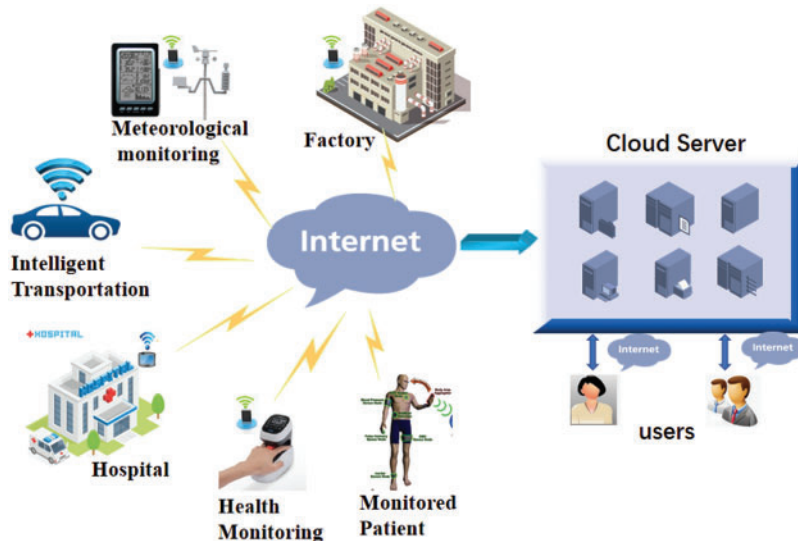 Meteorological
monitoring
Factory
Cloud Server
Intelligent
Transportation
Internet
HOSPITAL
Hospital
Health
Monitoring
Monitored
Patient
Internet
Internet
users